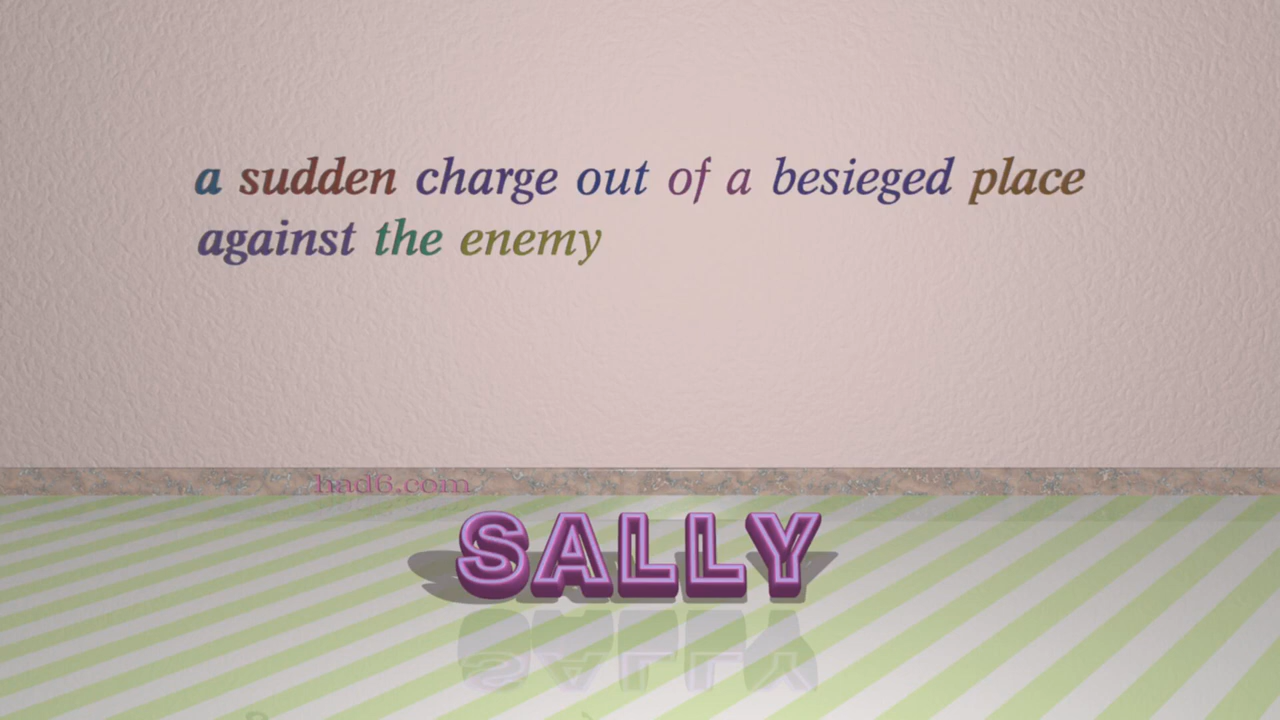 a sudden charge out of a besieged place
against the enemy
had6.com
SALLY